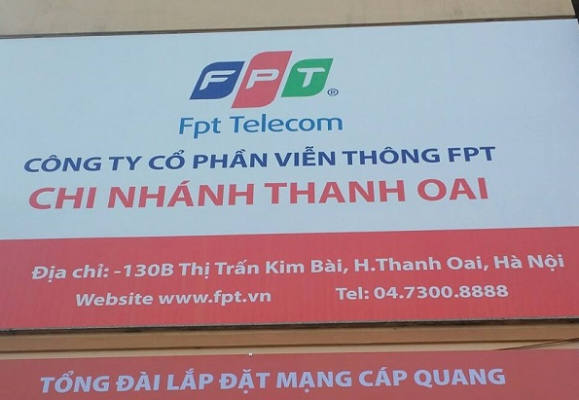 FPT®
Fpt Telecom
CÔNG TY CỔ PHẦN VIỄN THÔNG FPT
CHI NHÁNH THANH OAI
Địa chỉ: -130B Thị Trấn Kim Bài, H.Thanh Oai, Hà Nội
Website www.fpt.vn Tel: 04.7300.8888
TỔNG ĐÀI LẮP ĐẶT MẠNG CÁP QUANG